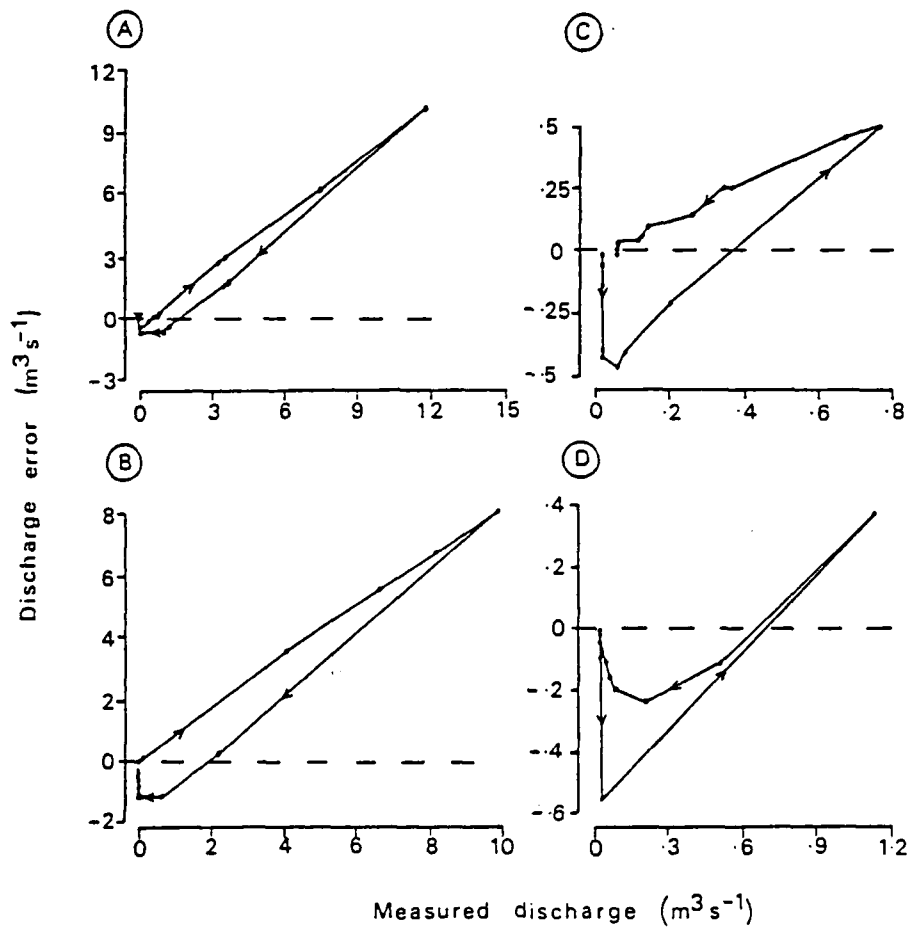 A
12
9
6
3
0
-3
0 3 6 9 12 15
C
.5
.25
0
-.25
-.5
0 .2 .4 .6 .8
B
8
6
4
2
0
-2
0 2 4 6 8 10
D
.4
.2
0
-.2
-.4
-.6
0 .3 .6 .9 1.2
Discharge error (m³ s⁻¹)
Measured discharge (m³ s⁻¹)